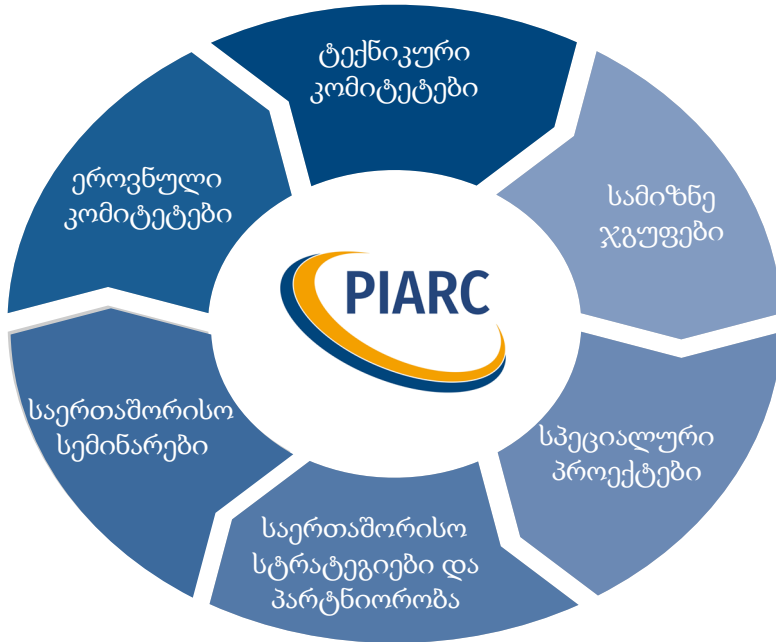 ტექნიკური
კომიტეტები
სამიზნე
ჯგუფები
სპეციალური
პროექტები
საერთაშორისო
სტრატეგიები და
პარტნიორობა
საერთაშორისო
სემინარები
ეროვნული
კომიტეტები
PIARC